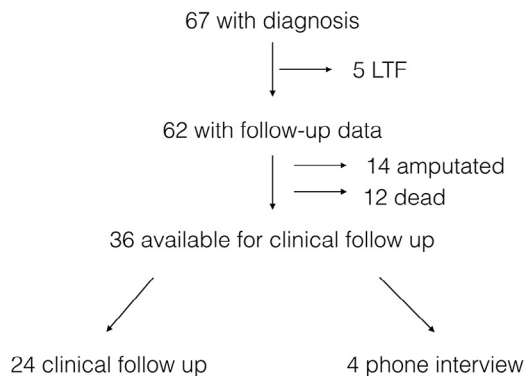 67 with diagnosis
5 LTF
62 with follow-up data
14 amputated
12 dead
36 available for clinical follow up
24 clinical follow up
4 phone interview